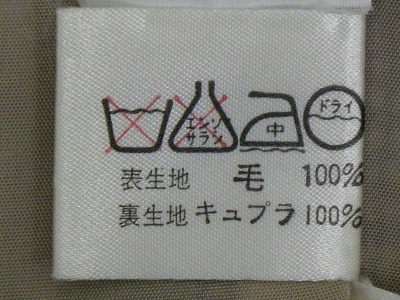 エンソ
サラシ
中
ドライ
表生地 毛 100%
裏生地 キュプラ 100%